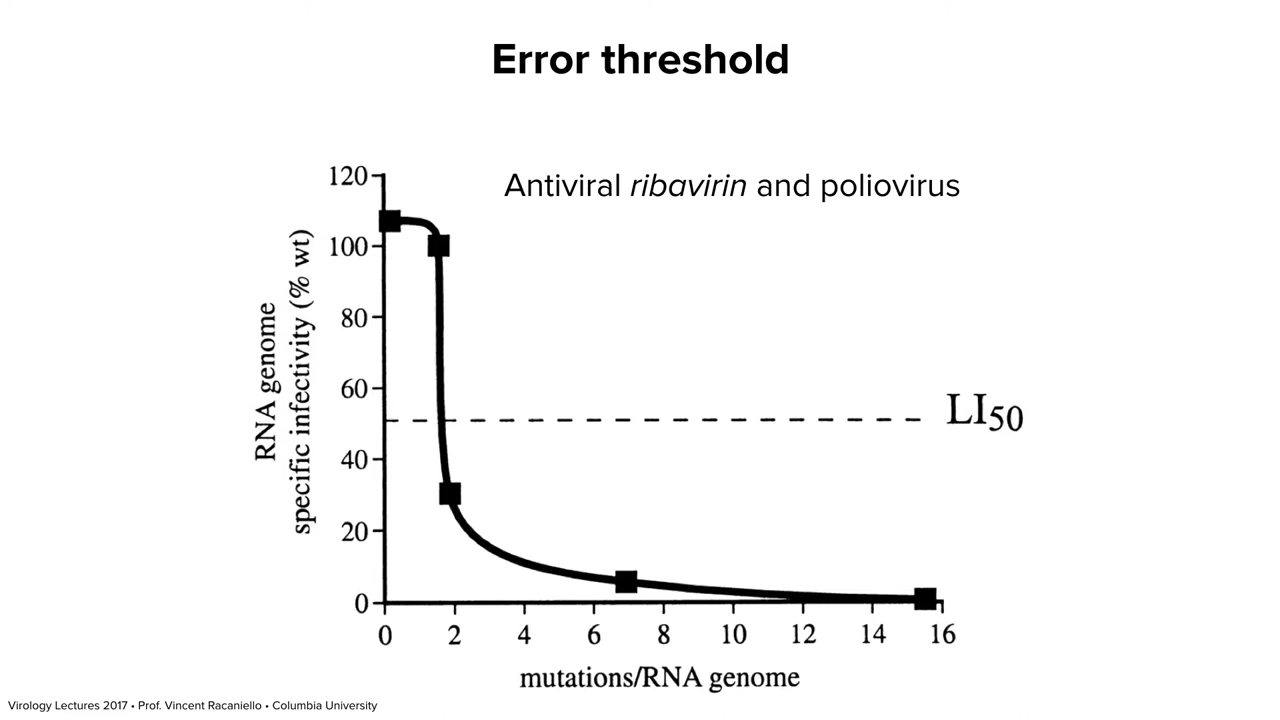 Error threshold
Antiviral ribavirin and poliovirus
120
100
80
60
40
20
0
RNA genome
specific infectivity (% wt)
LI50
0 2 4 6 8 10 12 14 16
mutations/RNA genome
Virology Lectures 2017 • Prof. Vincent Racaniello • Columbia University